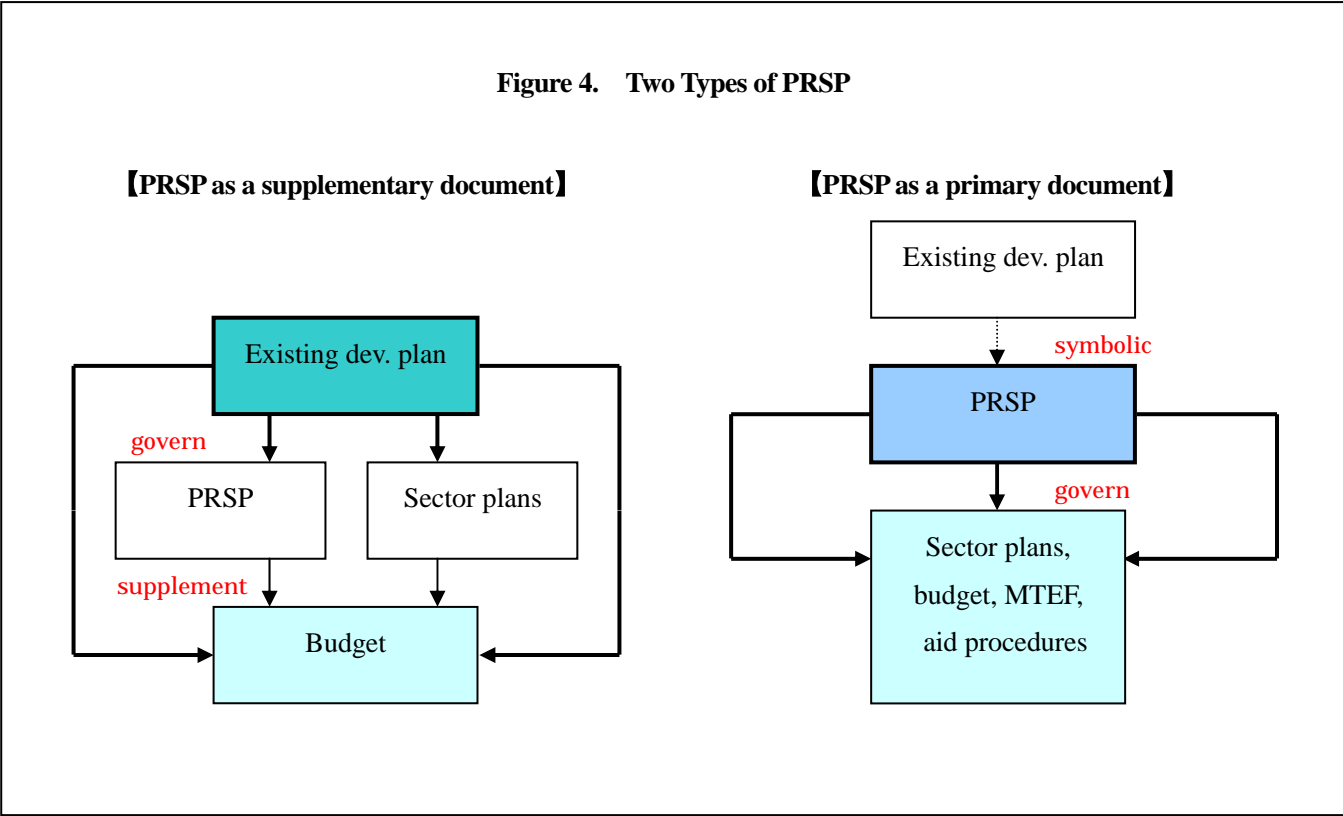 Figure 4. Two Types of PRSP
【PRSP as a supplementary document】
Existing dev. plan
govern
PRSP
Sector plans
supplement
Budget
【PRSP as a primary document】
Existing dev. plan
symbolic
PRSP
govern
Sector plans,
budget, MTEF,
aid procedures